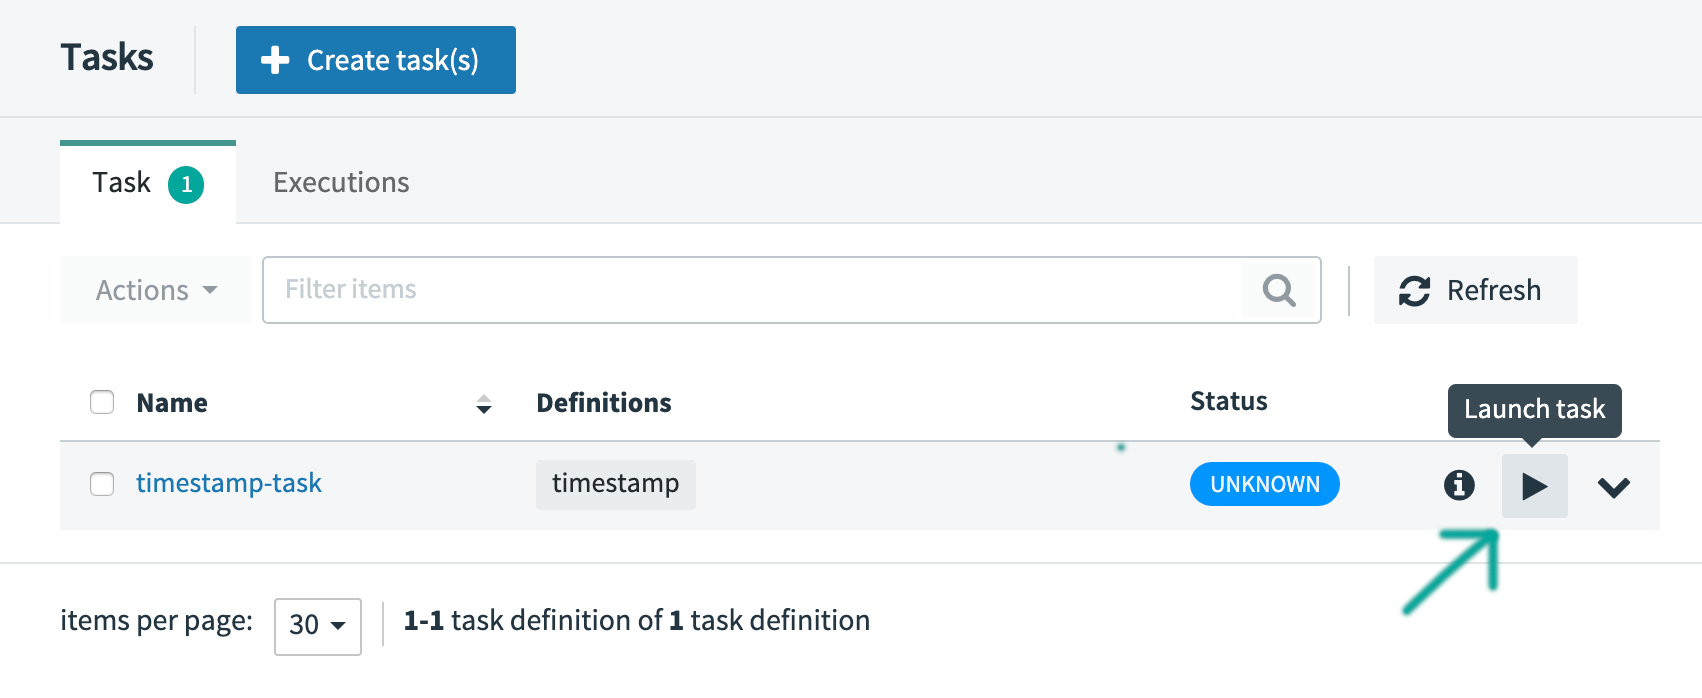 Tasks
Create task(s)
Task 1
Executions
Actions
Filter items
Refresh
Name
Definitions
Status
Launch task
timestamp-task
timestamp
UNKNOWN
items per page: 30
1-1 task definition of 1 task definition